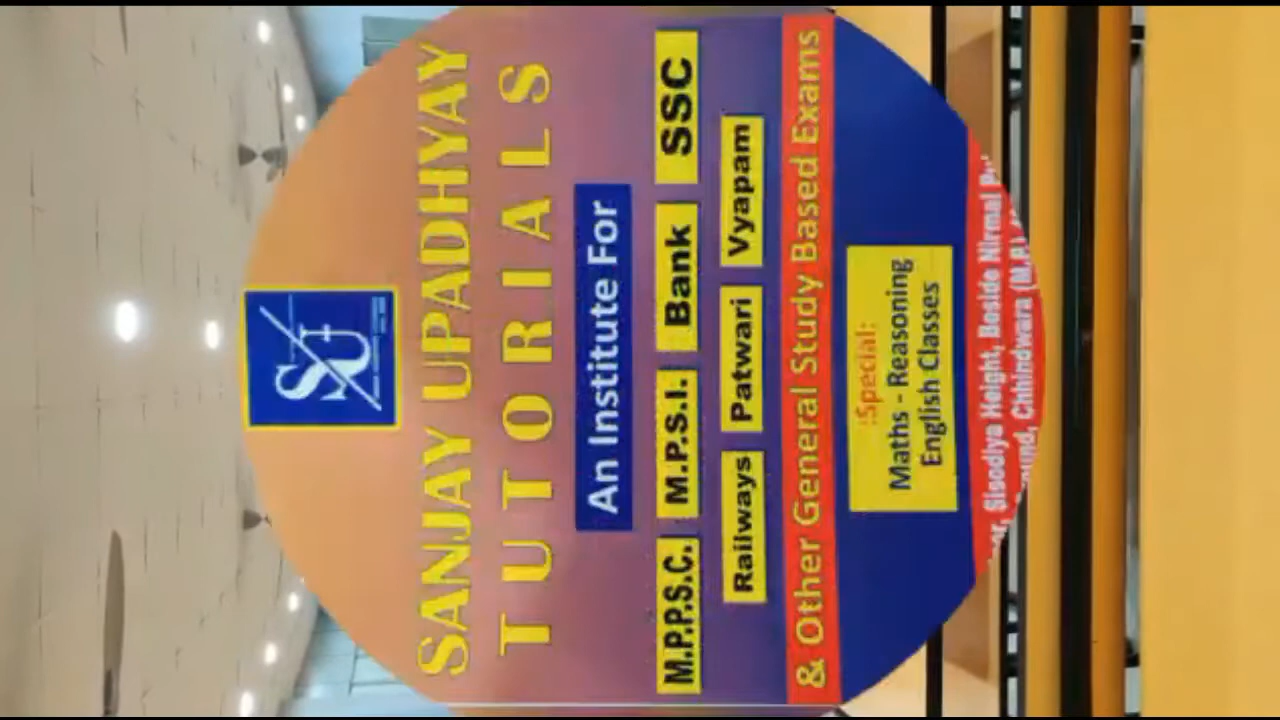 SU
SANJAY UPADHYAY
TUTORIALS
An Institute For
M.P.P.S.C. M.P.S.I. Bank SSC
Railways Patwari Vyapam
& Other General Study Based Exams
:Special:
Maths - Reasoning
English Classes
Sisodiya Height, Beside Nirmal
Chhindwara (M.P.)